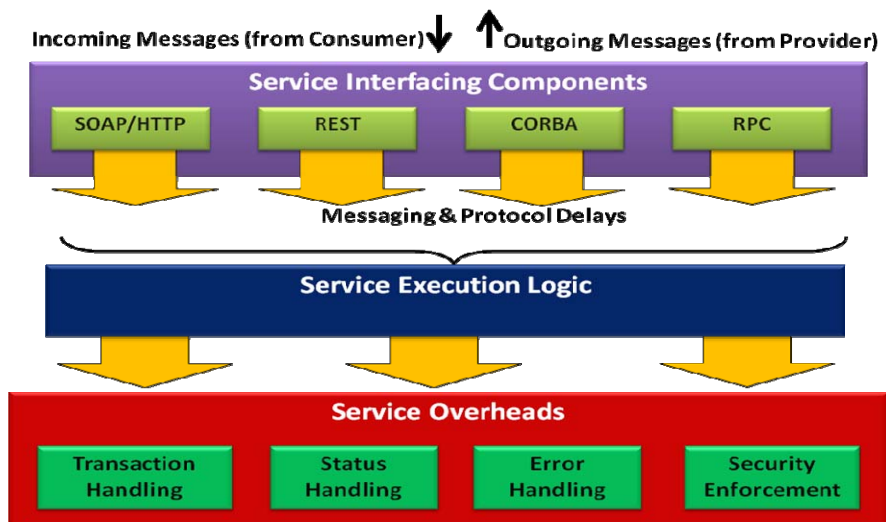 Incoming Messages (from Consumer)
Outgoing Messages (from Provider)
Service Interfacing Components
SOAP/HTTP
REST
CORBA
RPC
Messaging & Protocol Delays
Service Execution Logic
Service Overheads
Transaction
Handling
Status
Handling
Error
Handling
Security
Enforcement